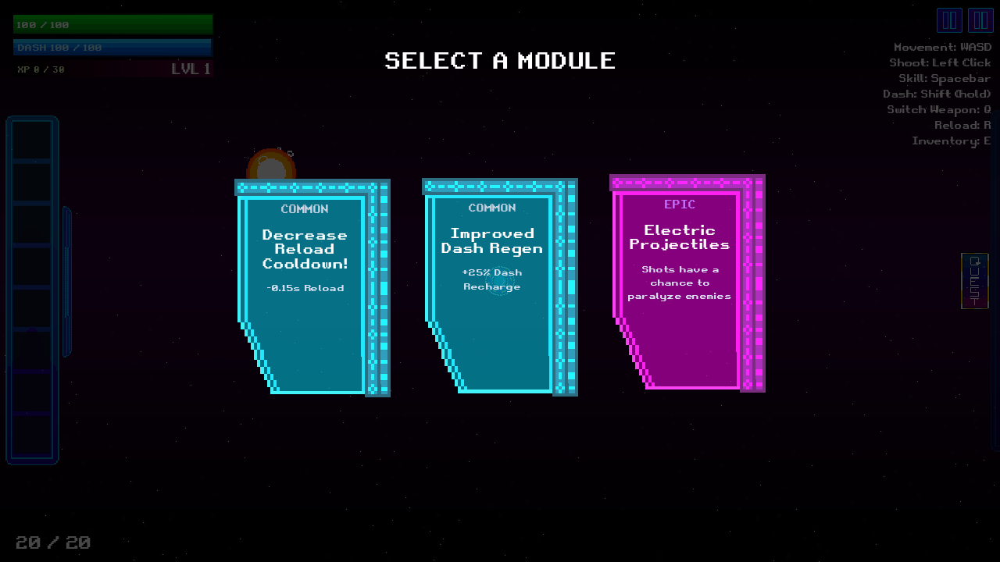 100 / 100
DASH 100 / 100
XP 0 / 30
LVL 1
SELECT A MODULE
Movement: WASD
Shoot: Left Click
Skill: Spacebar
Dash: Shift (hold)
Switch Weapon: Q
Reload: R
Inventory: E
COMMON
Decrease
Reload
Cooldown!
-0.15s Reload
COMMON
Improved
Dash Regen
+25% Dash
Recharge
EPIC
Electric
Projectiles
Shots have a
chance to
paralyze enemies
QUEST
20 / 20